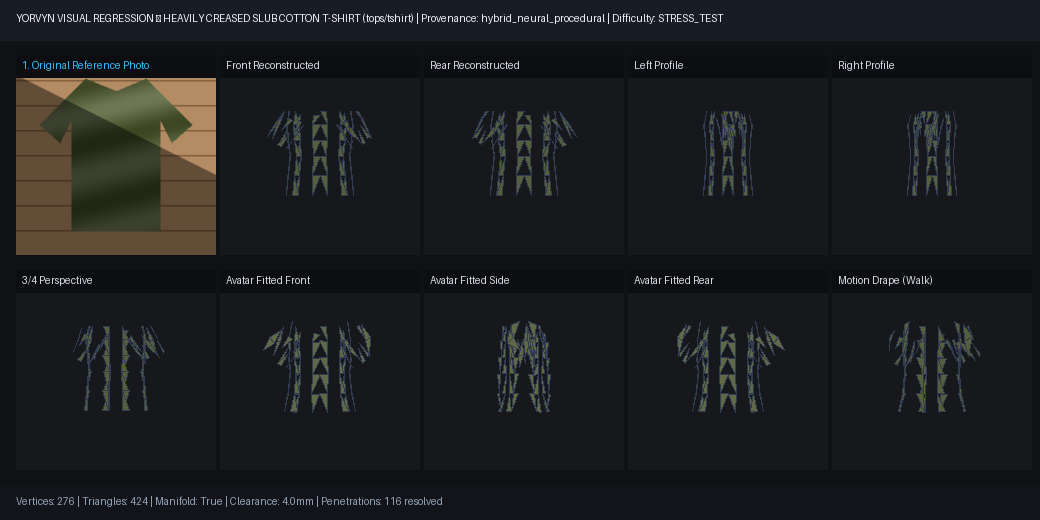 YORVYN VISUAL REGRESSION ▯ HEAVILY CREASED SLUB COTTON T-SHIRT (tops/tshirt) | Provenance: hybrid_neural_procedural | Difficulty: STRESS_TEST
1. Original Reference Photo
Front Reconstructed
Rear Reconstructed
Left Profile
Right Profile
3/4 Perspective
Avatar Fitted Front
Avatar Fitted Side
Avatar Fitted Rear
Motion Drape (Walk)
Vertices: 276 | Triangles: 424 | Manifold: True | Clearance: 4.0mm | Penetrations: 116 resolved